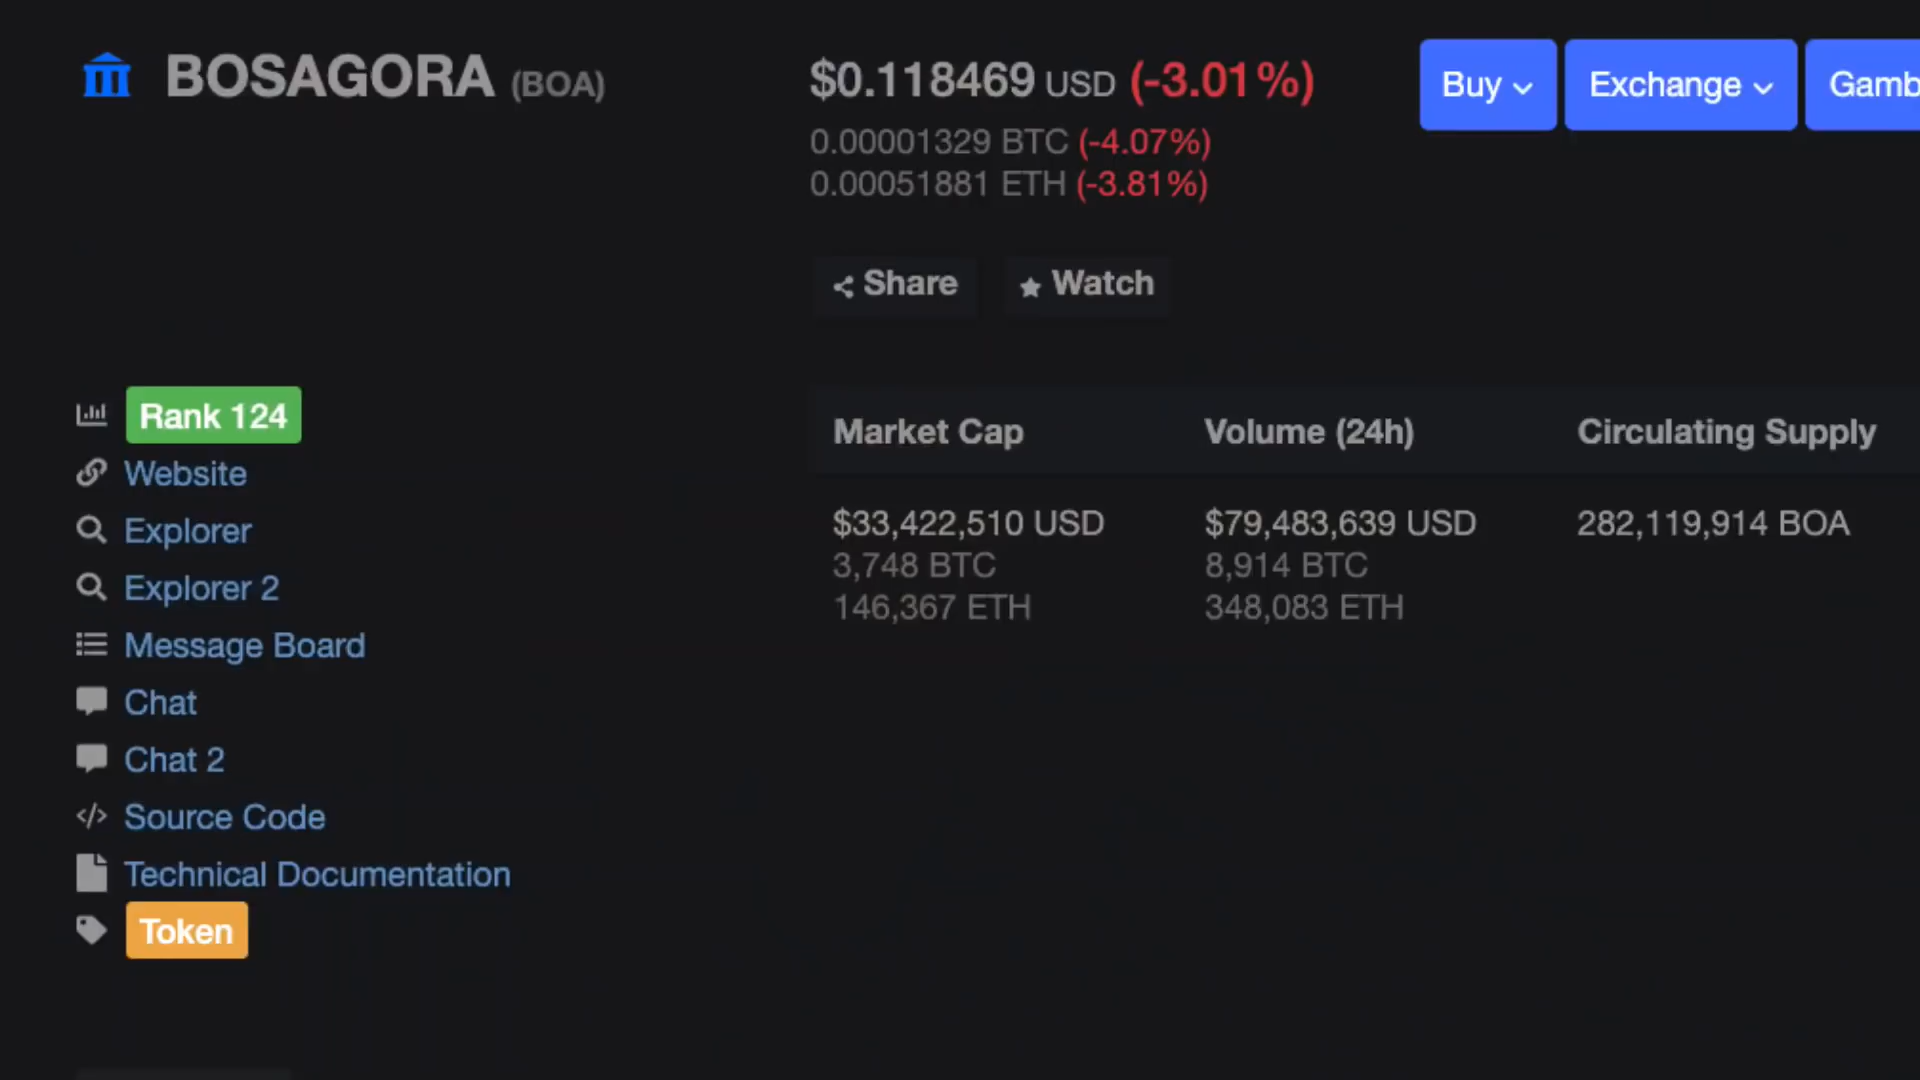 BOSAGORA (BOA)
$0.118469 USD (-3.01%)
0.00001329 BTC (-4.07%)
0.00051881 ETH (-3.81%)
Buy
Exchange
Gamb
Share
Watch
Rank 124
Website
Explorer
Explorer 2
Message Board
Chat
Chat 2
Source Code
Technical Documentation
Token
Market Cap
Volume (24h)
Circulating Supply
$33,422,510 USD
3,748 BTC
146,367 ETH
$79,483,639 USD
8,914 BTC
348,083 ETH
282,119,914 BOA